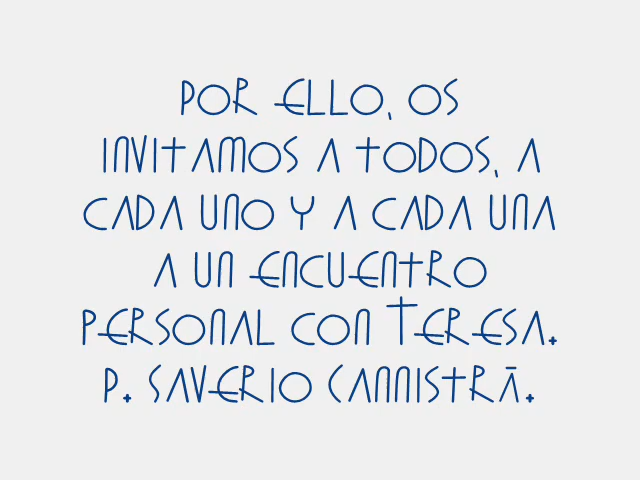 Por ello, os
invitamos a todos, a
cada uno y a cada una
a un encuentro
personal con Teresa.
P. Saverio Cannistrā.